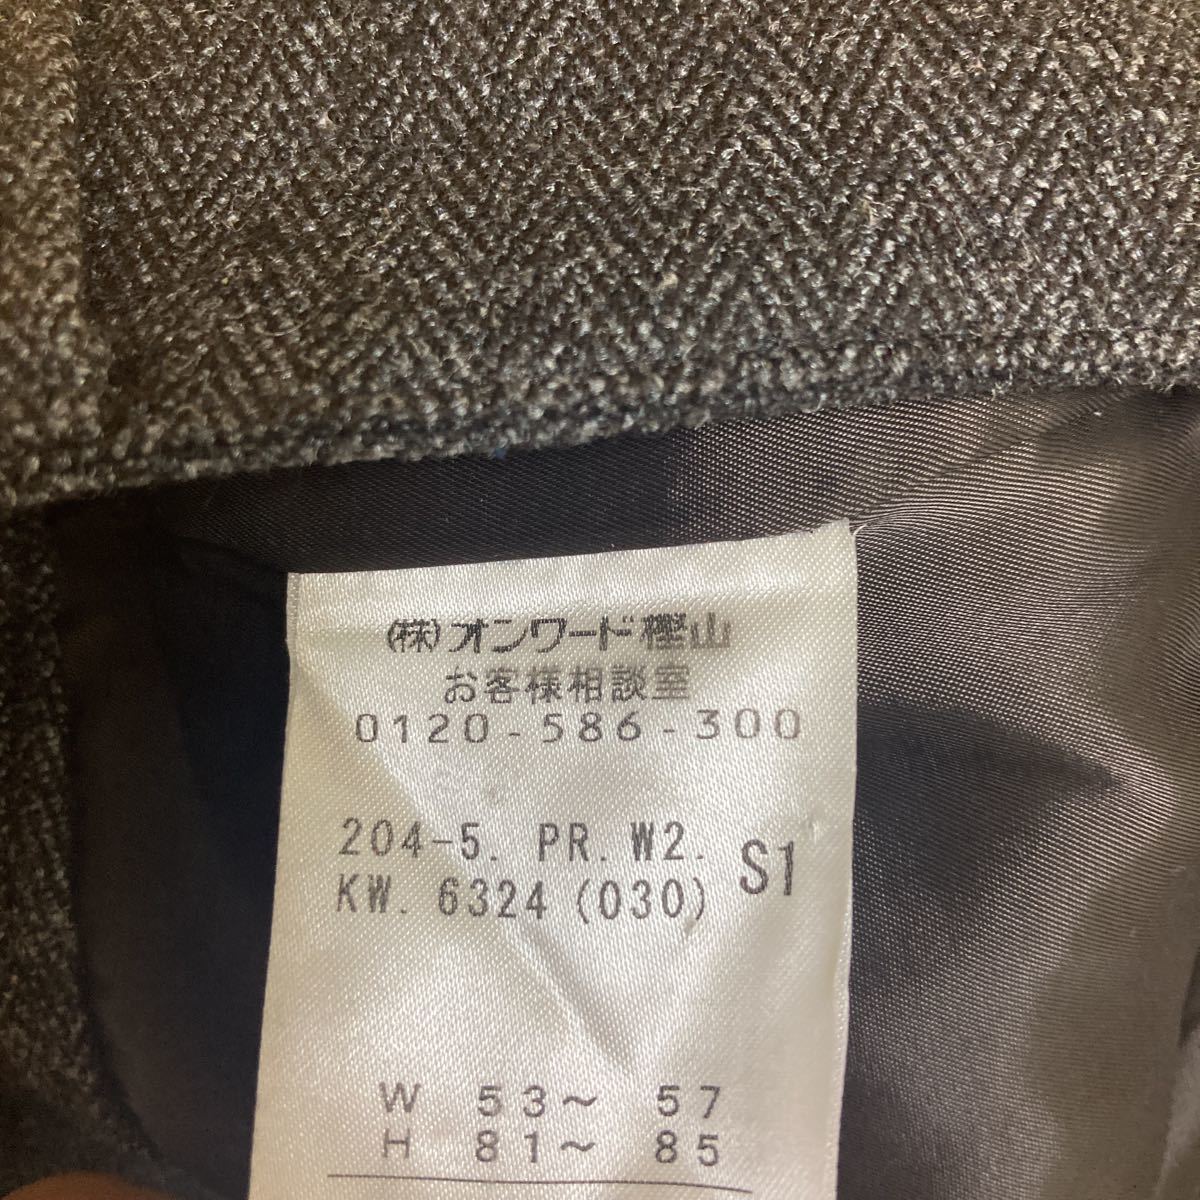 (株)オンワード樫山
お客様相談室
0120-586-300
204-5. PR. W2.
KW. 6324 (030)
S1
W 53～ 57
H 81～ 85